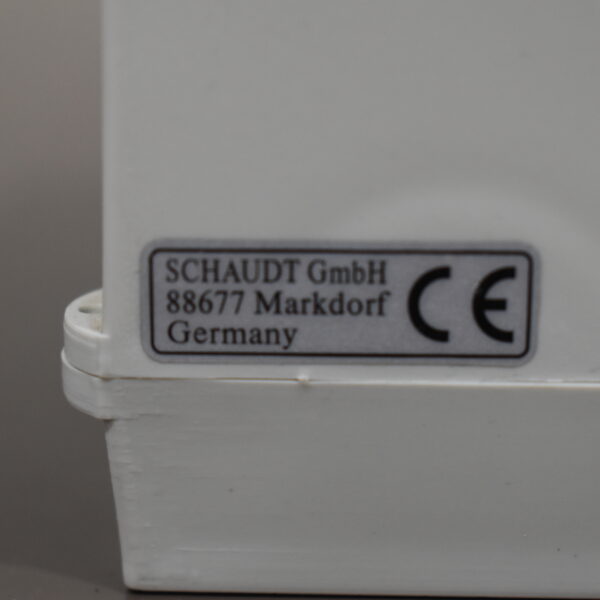 SCHAUDT GmbH
88677 Markdorf
Germany
CE